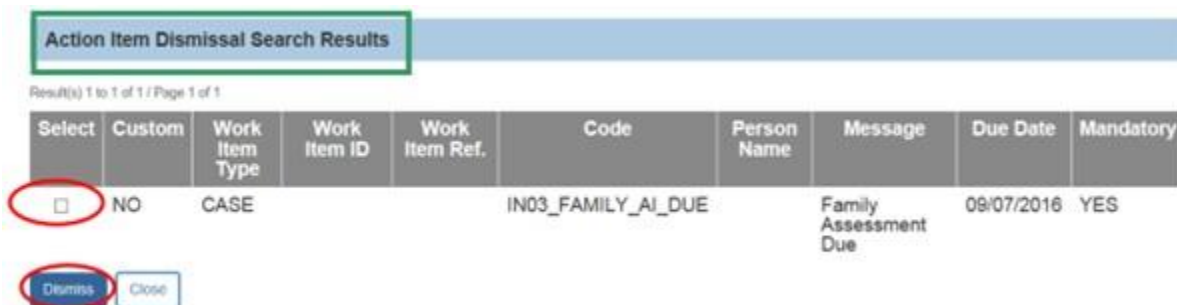 Action Item Dismissal Search Results
Result(s) 1 to 1 of 1 / Page 1 of 1
Select Custom Work Item Type Work Item ID Work Item Ref. Code Person Name Message Due Date Mandatory
NO CASE IN03_FAMILY_AI_DUE Family Assessment Due 09/07/2016 YES
Dismiss Close